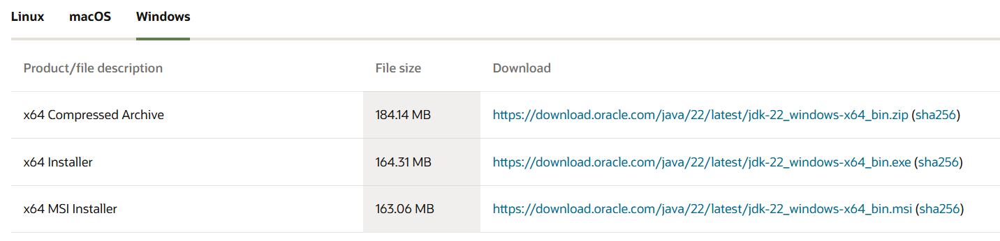 Linux macOS Windows
Product/file description File size Download
x64 Compressed Archive 184.14 MB https://download.oracle.com/java/22/latest/jdk-22_windows-x64_bin.zip (sha256)
x64 Installer 164.31 MB https://download.oracle.com/java/22/latest/jdk-22_windows-x64_bin.exe (sha256)
x64 MSI Installer 163.06 MB https://download.oracle.com/java/22/latest/jdk-22_windows-x64_bin.msi (sha256)